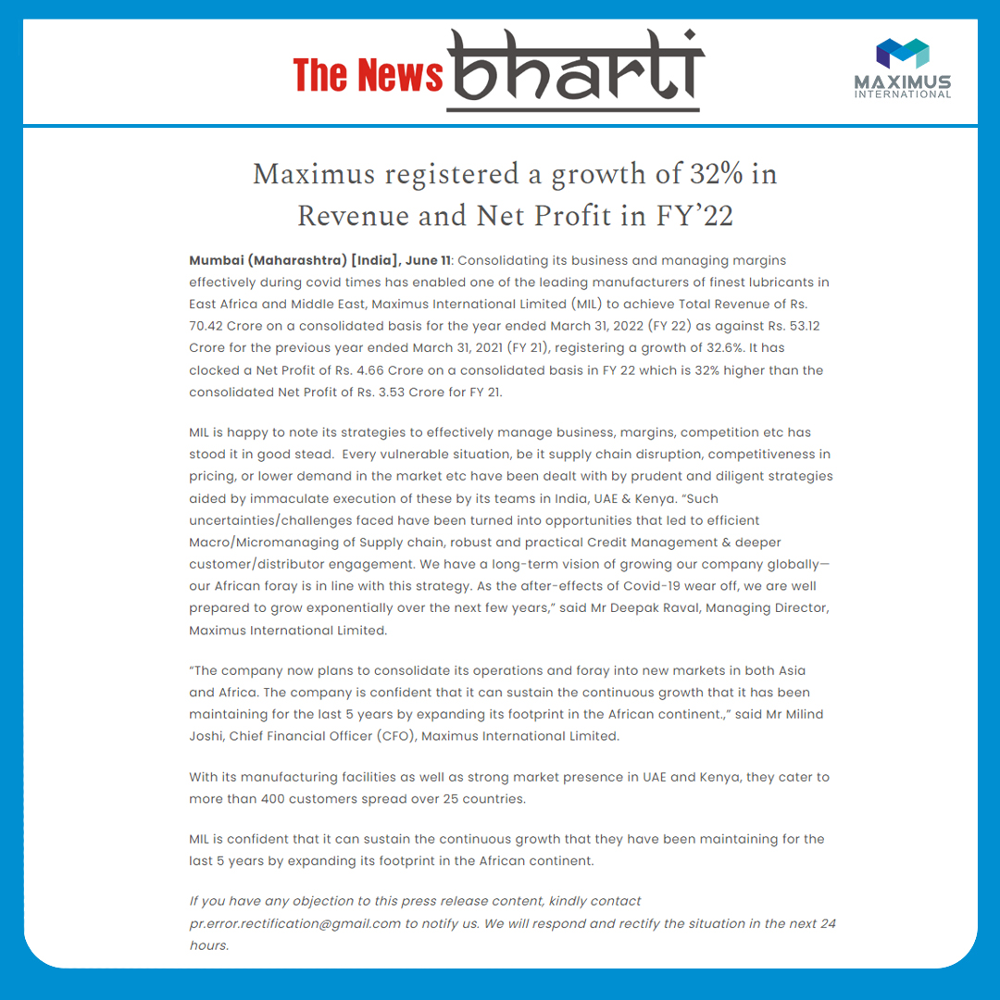 The News bharti
MAXIMUS
INTERNATIONAL
Maximus registered a growth of 32% in
Revenue and Net Profit in FY’22
Mumbai (Maharashtra) [India], June 11: Consolidating its business and managing margins
effectively during covid times has enabled one of the leading manufacturers of finest lubricants in
East Africa and Middle East, Maximus International Limited (MIL) to achieve Total Revenue of Rs.
70.42 Crore on a consolidated basis for the year ended March 31, 2022 (FY 22) as against Rs. 53.12
Crore for the previous year ended March 31, 2021 (FY 21), registering a growth of 32.6%. It has
clocked a Net Profit of Rs. 4.66 Crore on a consolidated basis in FY 22 which is 32% higher than the
consolidated Net Profit of Rs. 3.53 Crore for FY 21.
MIL is happy to note its strategies to effectively manage business, margins, competition etc has
stood it in good stead.  Every vulnerable situation, be it supply chain disruption, competitiveness in
pricing, or lower demand in the market etc have been dealt with by prudent and diligent strategies
aided by immaculate execution of these by its teams in India, UAE & Kenya. “Such
uncertainties/challenges faced have been turned into opportunities that led to efficient
Macro/Micromanaging of Supply chain, robust and practical Credit Management & deeper
customer/distributor engagement. We have a long-term vision of growing our company globally—
our African foray is in line with this strategy. As the after-effects of Covid-19 wear off, we are well
prepared to grow exponentially over the next few years,” said Mr Deepak Raval, Managing Director,
Maximus International Limited.
“The company now plans to consolidate its operations and foray into new markets in both Asia
and Africa. The company is confident that it can sustain the continuous growth that it has been
maintaining for the last 5 years by expanding its footprint in the African continent.,” said Mr Milind
Joshi, Chief Financial Officer (CFO), Maximus International Limited.
With its manufacturing facilities as well as strong market presence in UAE and Kenya, they cater to
more than 400 customers spread over 25 countries.
MIL is confident that it can sustain the continuous growth that they have been maintaining for the
last 5 years by expanding its footprint in the African continent.
If you have any objection to this press release content, kindly contact
pr.error.rectification@gmail.com to notify us. We will respond and rectify the situation in the next 24
hours.